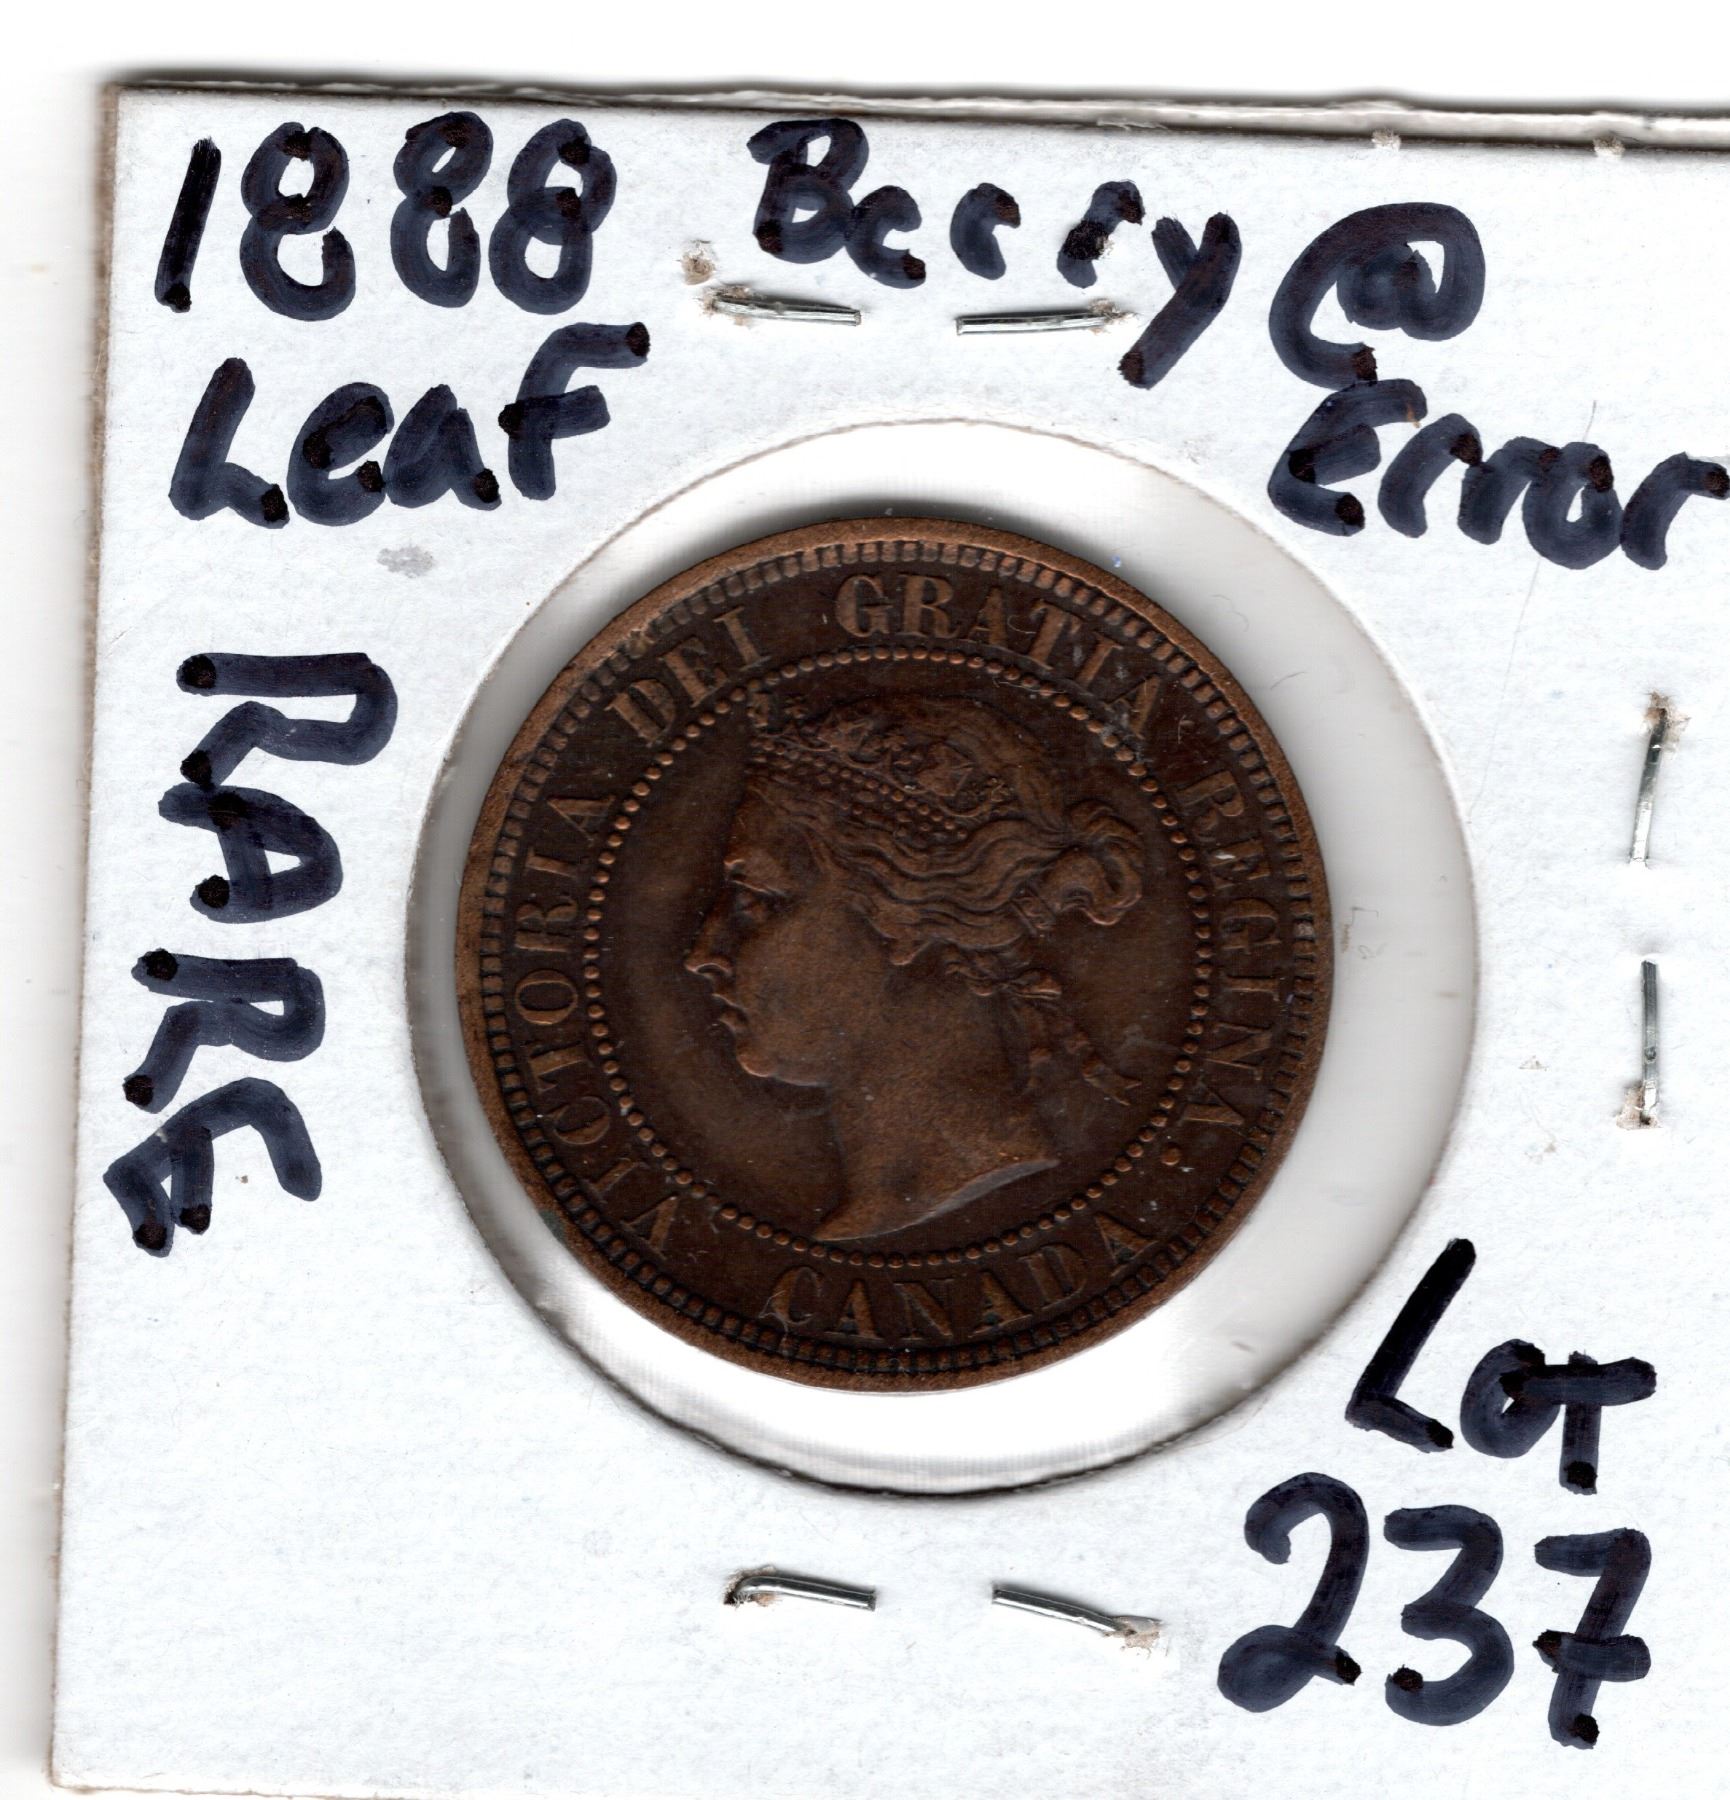 1888 Berry @
Leaf Error
RARE
VICTORIA DEI GRATIA REGINA.
CANADA
Lot
237